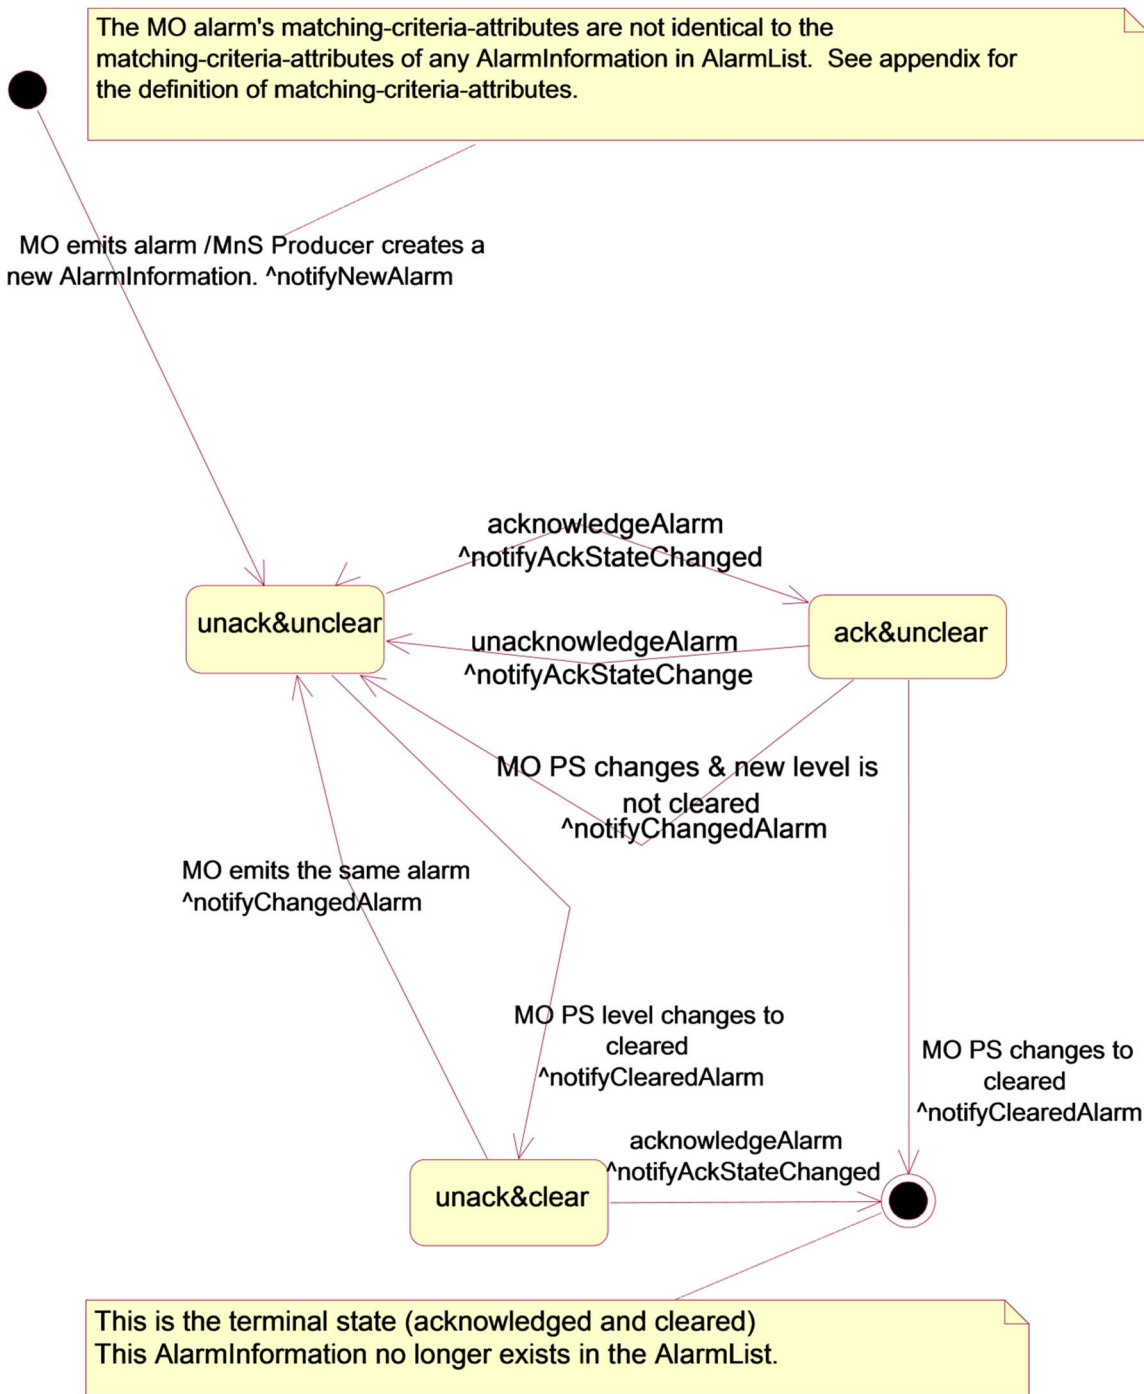 The MO alarm's matching-criteria-attributes are not identical to the
matching-criteria-attributes of any AlarmInformation in AlarmList. See appendix for
the definition of matching-criteria-attributes.
MO emits alarm /MnS Producer creates a
new AlarmInformation. ^notifyNewAlarm
acknowledgeAlarm
^notifyAckStateChanged
unack&unclear
ack&unclear
unacknowledgeAlarm
^notifyAckStateChange
MO PS changes & new level is
not cleared
^notifyChangedAlarm
MO emits the same alarm
^notifyChangedAlarm
MO PS level changes to
cleared
^notifyClearedAlarm
MO PS changes to
cleared
^notifyClearedAlarm
acknowledgeAlarm
^notifyAckStateChanged
unack&clear
This is the terminal state (acknowledged and cleared)
This AlarmInformation no longer exists in the AlarmList.